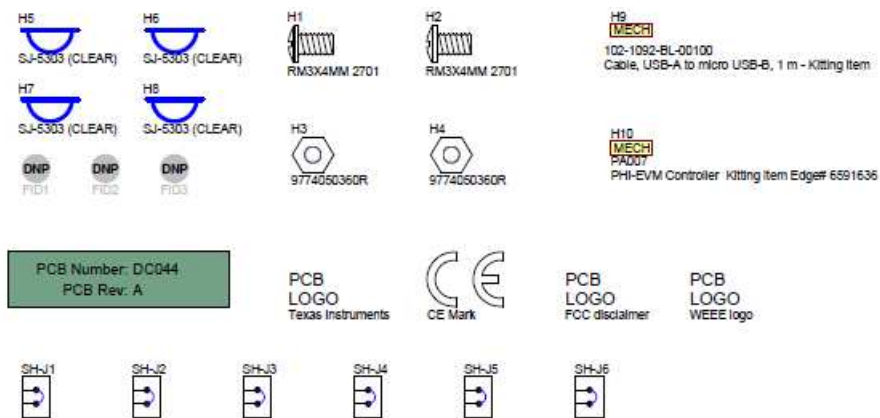 H5
H6
H1
H2
H9
MECH
SJ-5303 (CLEAR)
SJ-5303 (CLEAR)
RM3X4MM 2701
RM3X4MM 2701
102-1092-BL-00100
Cable, USB-A to micro USB-B, 1 m - Kitting Item
H7
H8
SJ-5303 (CLEAR)
SJ-5303 (CLEAR)
H3
H4
H10
MECH
PA007
PHI-EVM Controller Kitting Item Edge# 6591636
9774050360R
9774050360R
DNP
DNP
DNP
FID1
FID2
FID3
PCB Number: DC044
PCB Rev: A
PCB
LOGO
Texas Instruments
CE
CE Mark
PCB
LOGO
FCC disclaimer
PCB
LOGO
WEEE logo
SH-J1
SH-J2
SH-J3
SH-J4
SH-J5
SH-J6